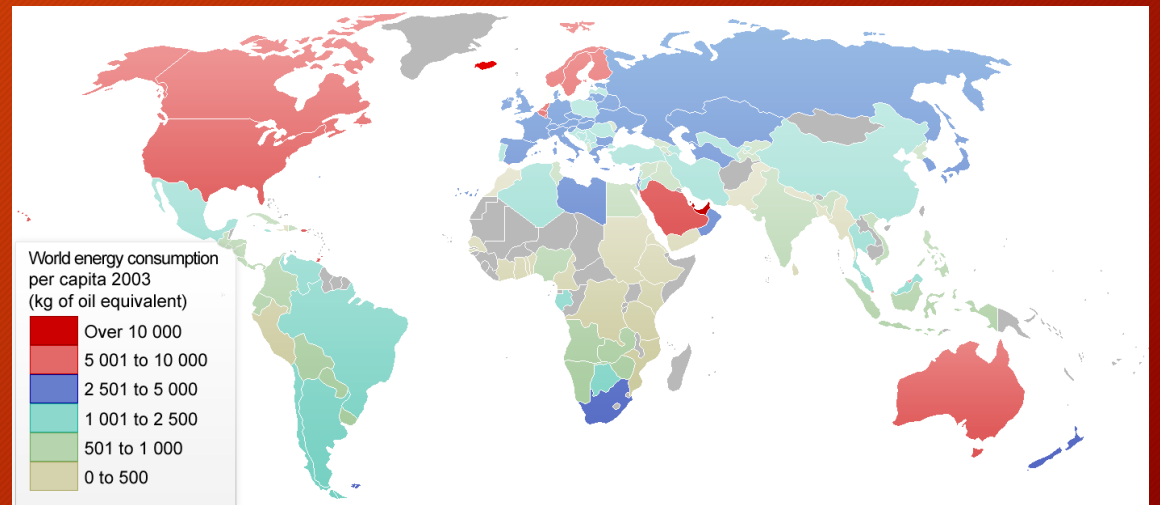 World energy consumption
per capita 2003
(kg of oil equivalent)
Over 10 000
5 001 to 10 000
2 501 to 5 000
1 001 to 2 500
501 to 1 000
0 to 500